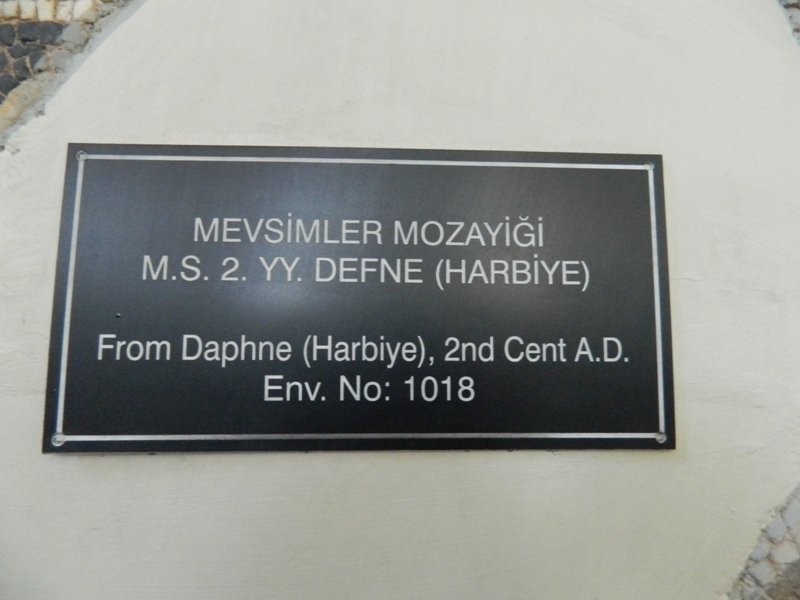 MEVSİMLER MOZAYİĞİ
M.S. 2. YY. DEFNE (HARBİYE)
From Daphne (Harbiye), 2nd Cent A.D.
Env. No: 1018